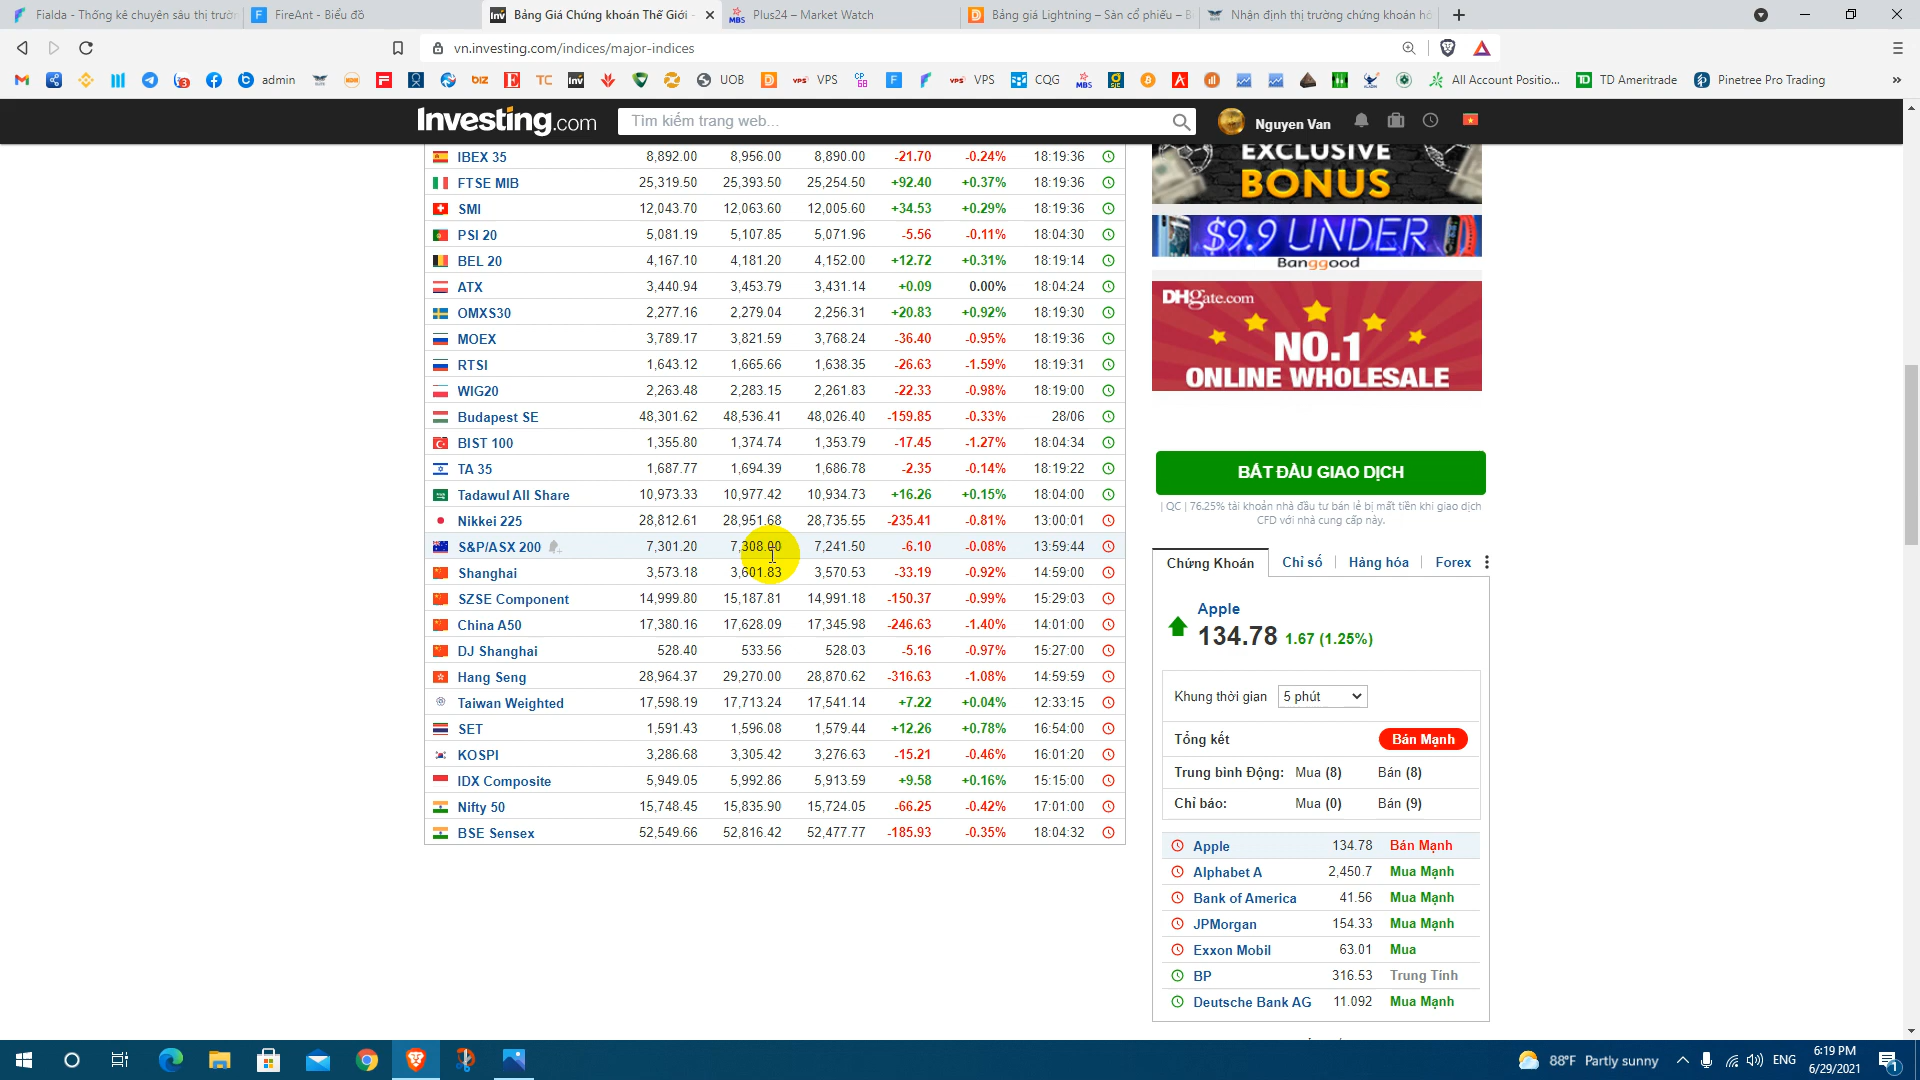 Fialda - Thống kê chuyên sâu thị trườn
FireAnt - Biểu đồ
Bảng Giá Chứng khoán Thế Giới -
Plus24 – Market Watch
Bảng giá Lightning – Sàn cổ phiếu – B
Nhận định thị trường chứng khoán hô
vn.investing.com/indices/major-indices
admin
UOB
VPS
VPS
CQG
All Account Positio...
TD Ameritrade
Pinetree Pro Trading
Investing.com
Tìm kiếm trang web...
Nguyen Van
IBEX 35 8,892.00 8,956.00 8,890.00 -21.70 -0.24% 18:19:36
FTSE MIB 25,319.50 25,393.50 25,254.50 +92.40 +0.37% 18:19:36
SMI 12,043.70 12,063.60 12,005.60 +34.53 +0.29% 18:19:36
PSI 20 5,081.19 5,107.85 5,071.96 -5.56 -0.11% 18:04:30
BEL 20 4,167.10 4,181.20 4,152.00 +12.72 +0.31% 18:19:14
ATX 3,440.94 3,453.79 3,431.14 +0.09 0.00% 18:04:24
OMXS30 2,277.16 2,279.04 2,256.31 +20.83 +0.92% 18:19:30
MOEX 3,789.17 3,821.59 3,768.24 -36.40 -0.95% 18:19:36
RTSI 1,643.12 1,665.66 1,638.35 -26.63 -1.59% 18:19:31
WIG20 2,263.48 2,283.15 2,261.83 -22.33 -0.98% 18:19:00
Budapest SE 48,301.62 48,536.41 48,026.40 -159.85 -0.33% 28/06
BIST 100 1,355.80 1,374.74 1,353.79 -17.45 -1.27% 18:04:34
TA 35 1,687.77 1,694.39 1,686.78 -2.35 -0.14% 18:19:22
Tadawul All Share 10,973.33 10,977.42 10,934.73 +16.26 +0.15% 18:04:00
Nikkei 225 28,812.61 28,951.68 28,735.55 -235.41 -0.81% 13:00:01
S&P/ASX 200 7,301.20 7,308.00 7,241.50 -6.10 -0.08% 13:59:44
Shanghai 3,573.18 3,601.83 3,570.53 -33.19 -0.92% 14:59:00
SZSE Component 14,999.80 15,187.81 14,991.18 -150.37 -0.99% 15:29:03
China A50 17,380.16 17,628.09 17,345.98 -246.63 -1.40% 14:01:00
DJ Shanghai 528.40 533.56 528.03 -5.16 -0.97% 15:27:00
Hang Seng 28,964.37 29,270.00 28,870.62 -316.63 -1.08% 14:59:59
Taiwan Weighted 17,598.19 17,713.24 17,541.14 +7.22 +0.04% 12:33:15
SET 1,591.43 1,596.08 1,579.44 +12.26 +0.78% 16:54:00
KOSPI 3,286.68 3,305.42 3,276.63 -15.21 -0.46% 16:01:20
IDX Composite 5,949.05 5,992.86 5,913.59 +9.58 +0.16% 15:15:00
Nifty 50 15,748.45 15,835.90 15,724.05 -66.25 -0.42% 17:01:00
BSE Sensex 52,549.66 52,816.42 52,477.77 -185.93 -0.35% 18:04:32
EXCLUSIVE
BONUS
$9.9 UNDER
Banggood
DHgate.com
NO.1
ONLINE WHOLESALE
BẮT ĐẦU GIAO DỊCH
| QC | 76.25% tài khoản nhà đầu tư bán lẻ bị mất tiền khi giao dịch
CFD với nhà cung cấp này.
Chứng Khoán
Chỉ số
Hàng hóa
Forex
Apple
134.78 1.67 (1.25%)
Khung thời gian 5 phút
Tổng kết Bán Mạnh
Trung bình Động: Mua (8) Bán (8)
Chỉ báo: Mua (0) Bán (9)
Apple 134.78 Bán Mạnh
Alphabet A 2,450.7 Mua Mạnh
Bank of America 41.56 Mua Mạnh
JPMorgan 154.33 Mua Mạnh
Exxon Mobil 63.01 Mua
BP 316.53 Trung Tính
Deutsche Bank AG 11.092 Mua Mạnh
88°F Partly sunny
ENG
6:19 PM
6/29/2021